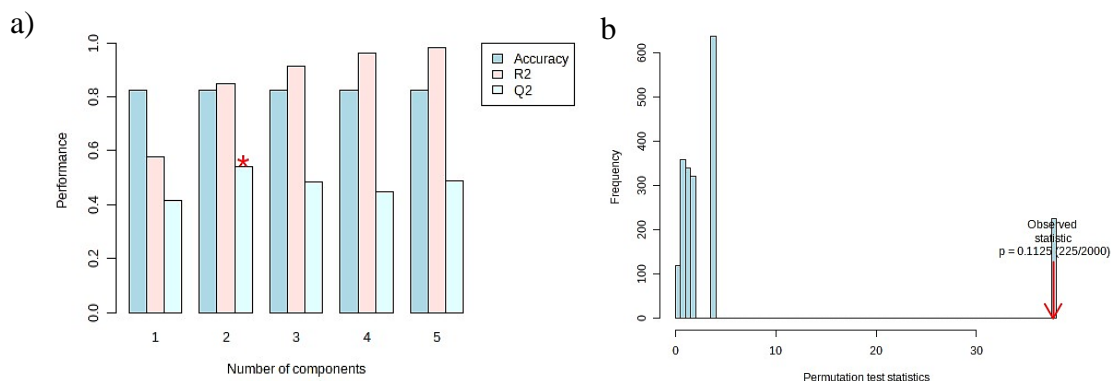 a)
1.0
0.8
0.6
0.4
0.2
0.0
Performance
1
2
3
4
5
Number of components
Accuracy
R2
Q2
*
b
600
500
400
300
200
100
0
Frequency
Observed
statistic
p = 0.1125 (225/2000)
0
10
20
30
Permutation test statistics